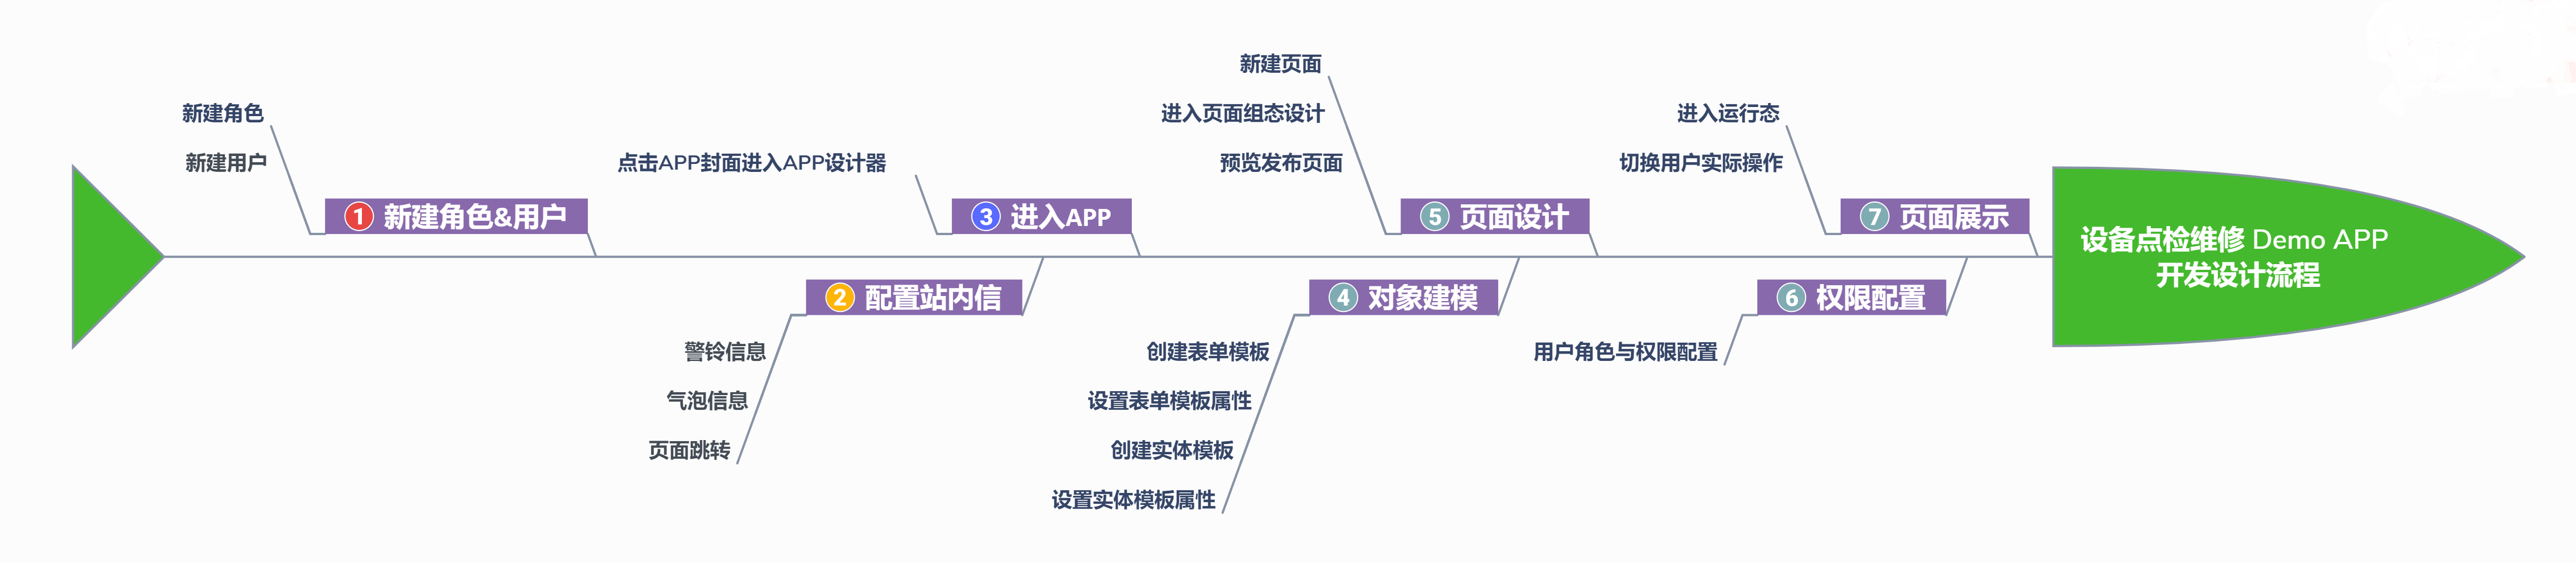 ① 新建角色&用户
新建角色
新建用户
② 配置站内信
警铃信息
气泡信息
页面跳转
③ 进入APP
点击APP封面进入APP设计器
④ 对象建模
创建表单模板
设置表单模板属性
创建实体模板
设置实体模板属性
⑤ 页面设计
新建页面
进入页面组态设计
预览发布页面
⑥ 权限配置
用户角色与权限配置
⑦ 页面展示
进入运行态
切换用户实际操作
设备点检维修 Demo APP
开发设计流程